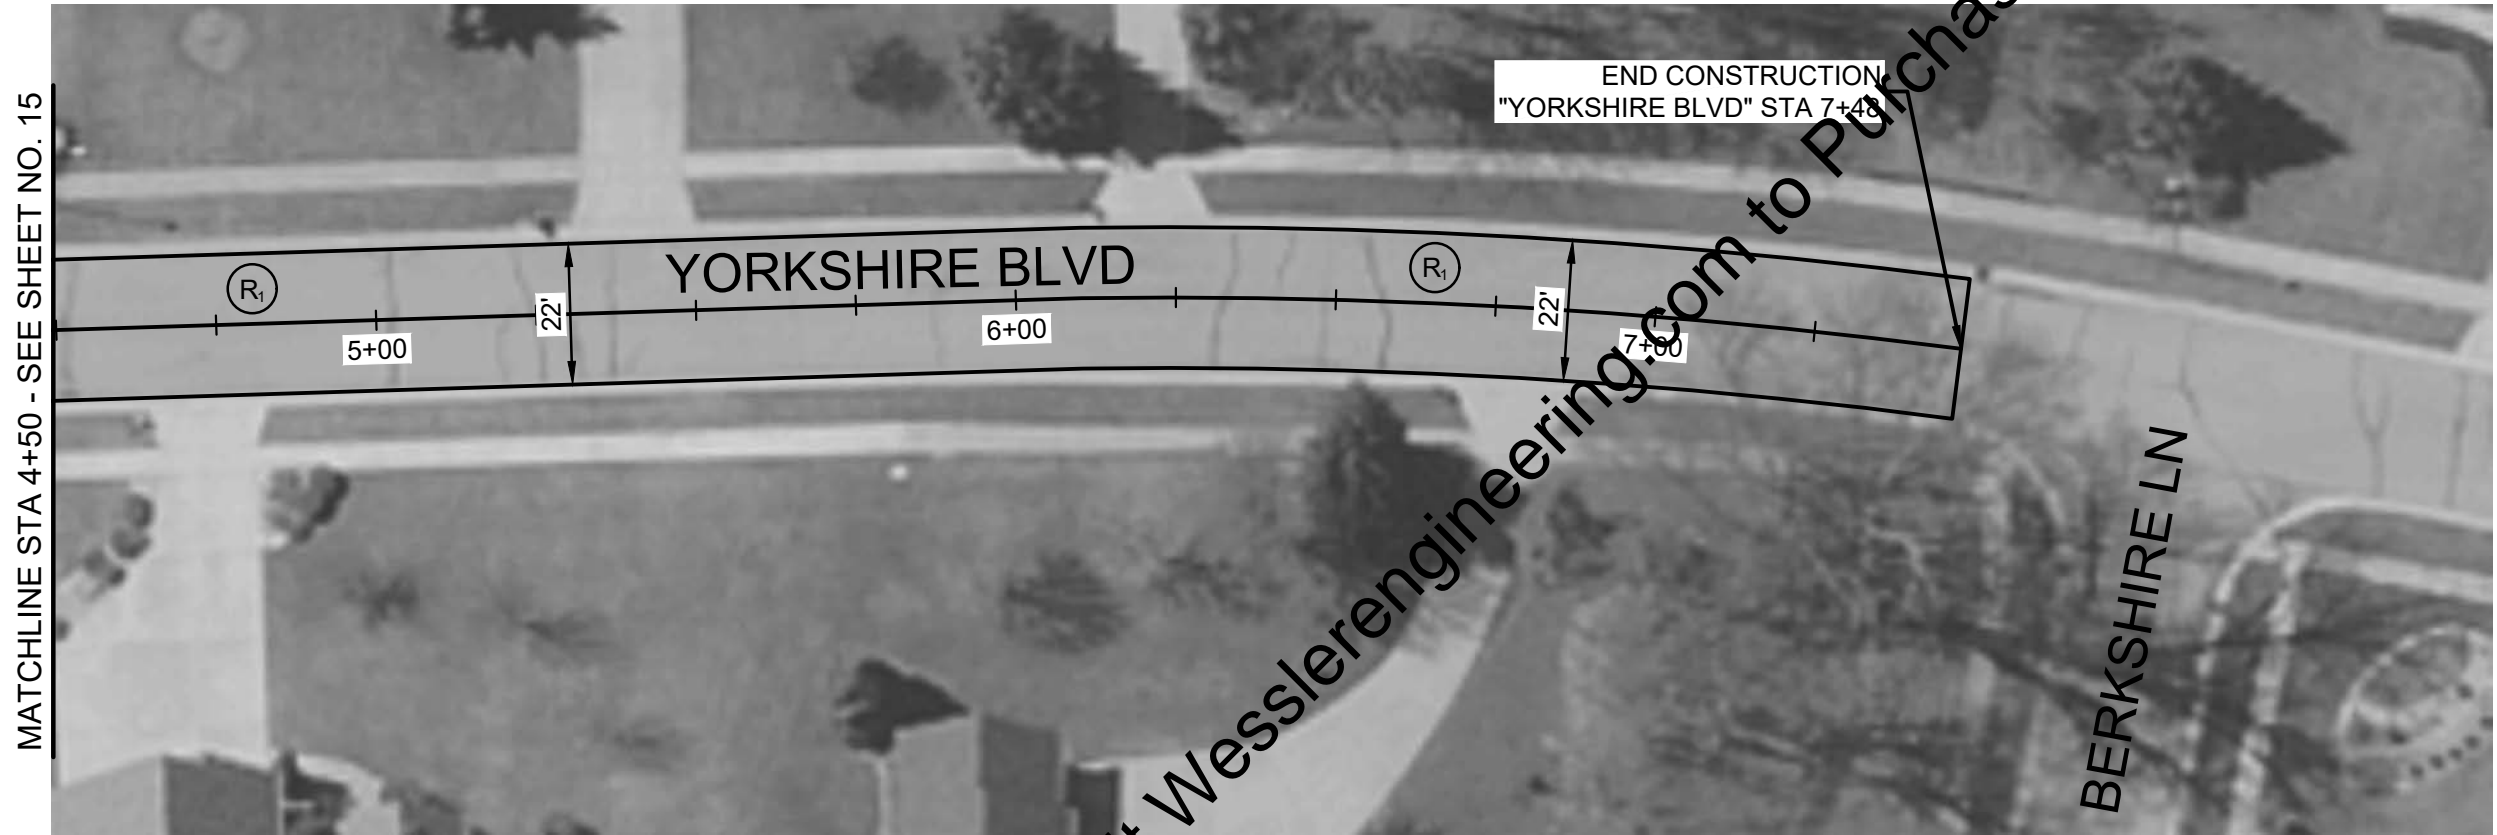 MATCHLINE STA 4+50 - SEE SHEET NO. 15
END CONSTRUCTION
"YORKSHIRE BLVD" STA 7+48
YORKSHIRE BLVD
R1
R1
22'
22'
5+00
6+00
7+00
BERKSHIRE LN
Wesslerengineering.com to